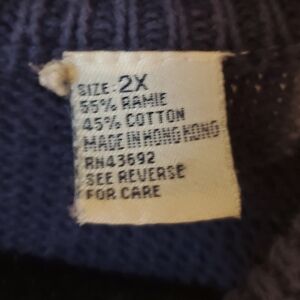 SIZE: 2X
55% RAMIE
45% COTTON
MADE IN HONG KONG
RN43692
SEE REVERSE
FOR CARE